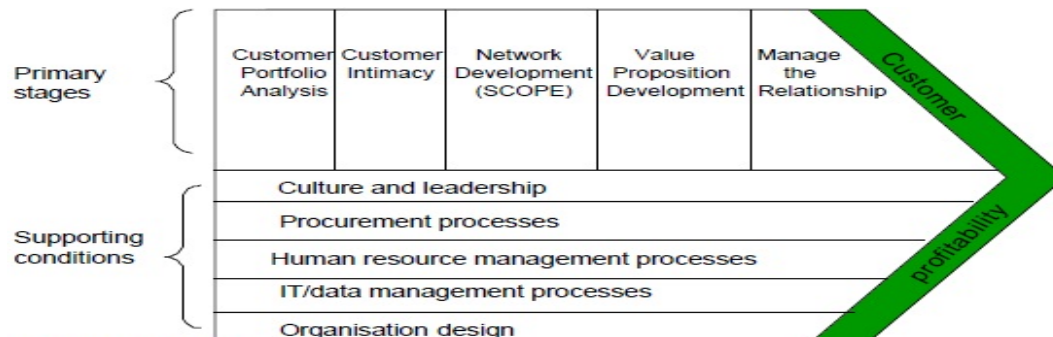 Primary
stages
Customer
Portfolio
Analysis
Customer
Intimacy
Network
Development
(SCOPE)
Value
Proposition
Development
Manage
the
Relationship
Customer
Supporting
conditions
Culture and leadership
Procurement processes
Human resource management processes
IT/data management processes
Organisation design
profitability